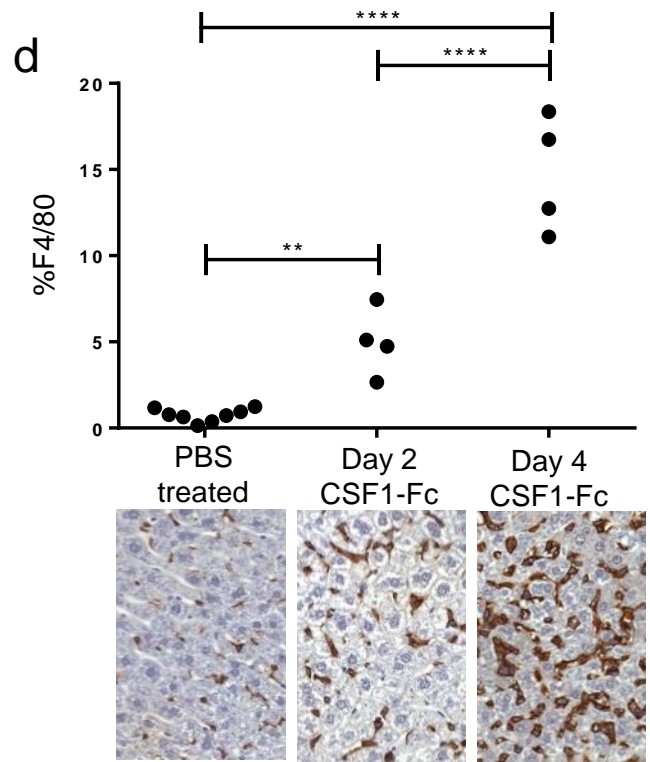 ****
d
****
20
15
%F4/80
10
**
5
0
PBS treated
Day 2 CSF1-Fc
Day 4 CSF1-Fc